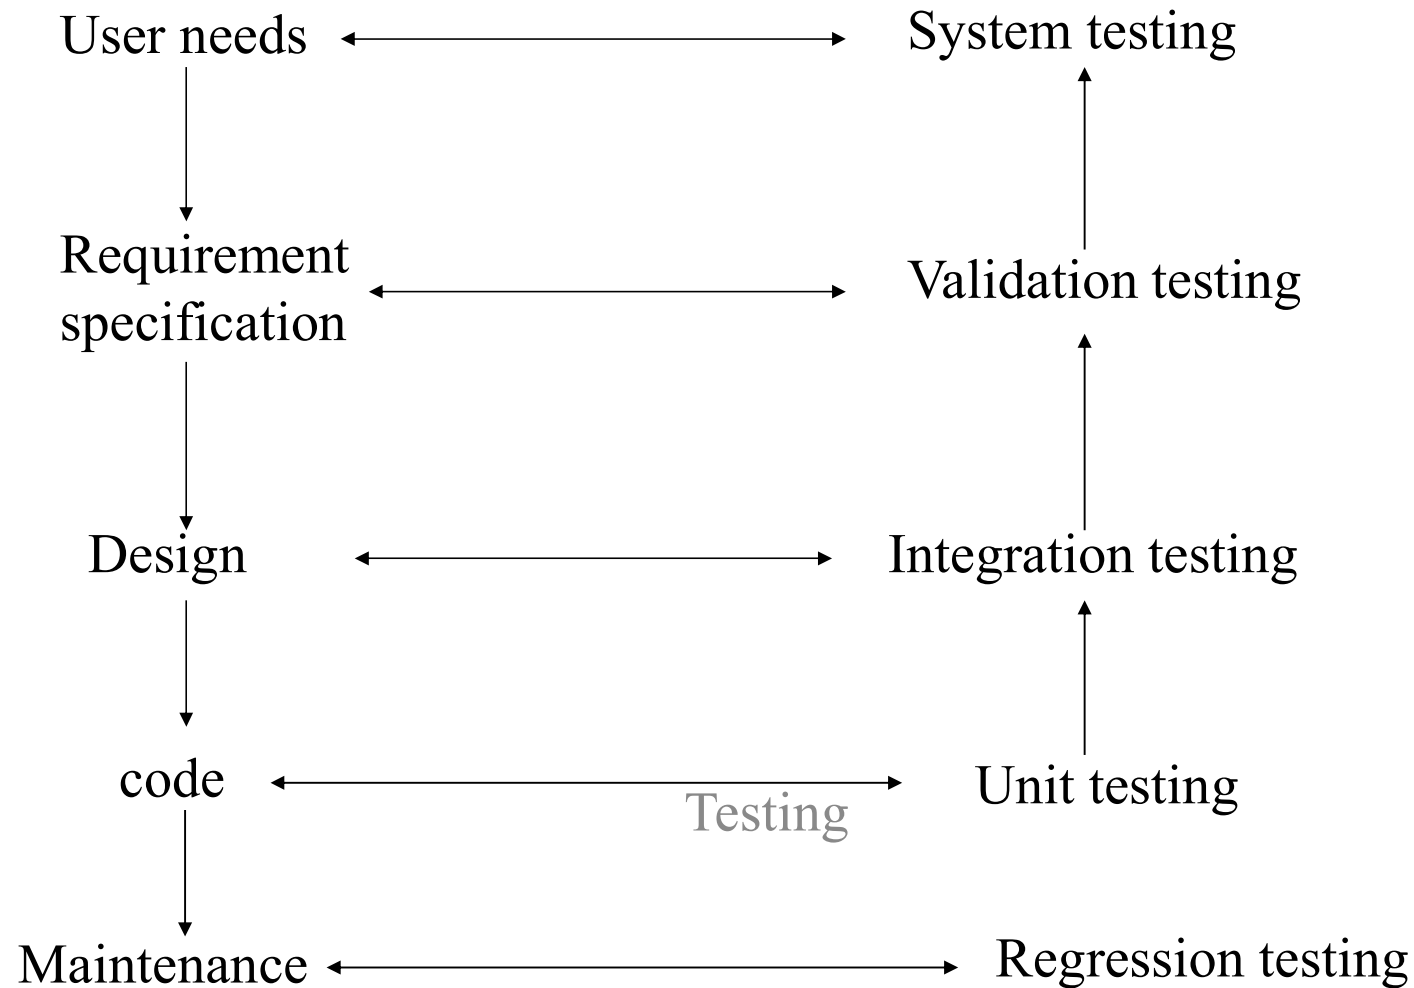 User needs
System testing
Requirement
specification
Validation testing
Design
Integration testing
code
Unit testing
Testing
Maintenance
Regression testing